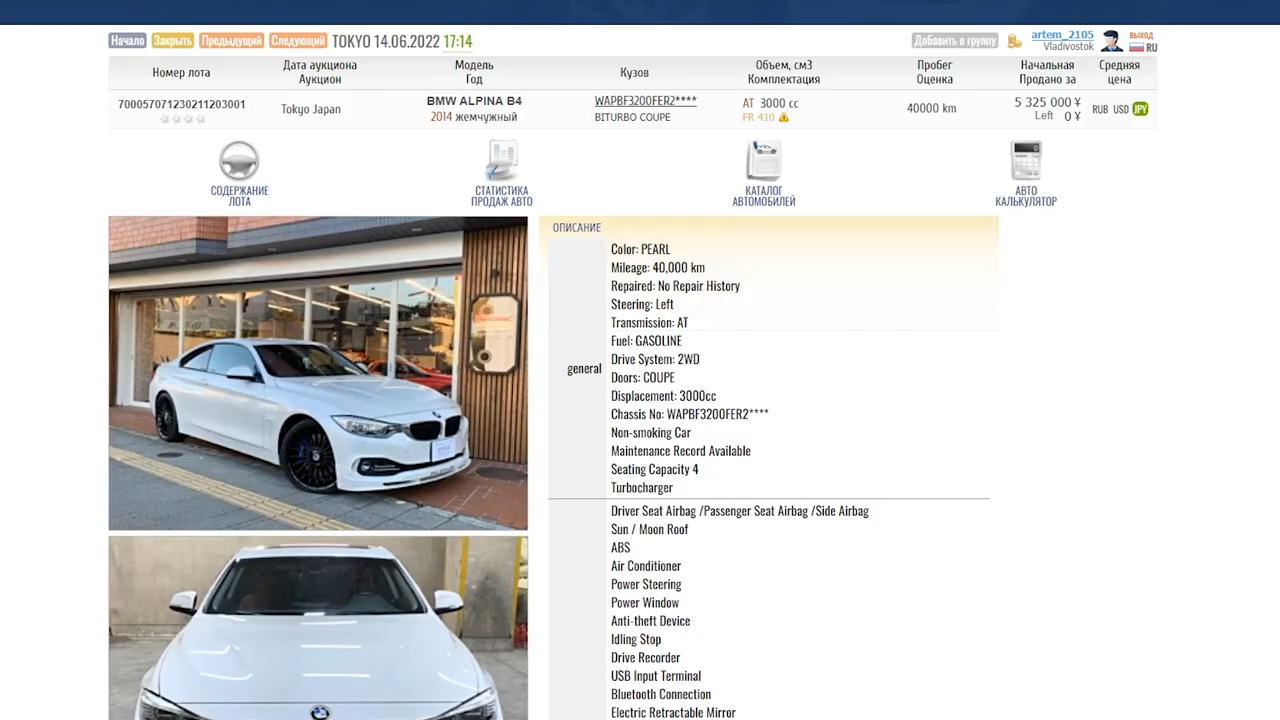 Начало Закрыть Предыдущий Следующий TOKYO 14.06.2022 17:14
Добавить в группу
artem_2105
Vladivostok
ВЫХОД
RU
Номер лота
Дата аукциона
Аукцион
Модель
Год
Кузов
Объем, см3
Комплектация
Пробег
Оценка
Начальная
Продано за
Средняя
цена
700057071230211203001
Tokyo Japan
BMW ALPINA B4
2014 жемчужный
WAPBF3200FER2****
BITURBO COUPE
AT 3000 cc
FR 410
40000 km
5 325 000 ¥
Left 0 ¥
RUB USD JPY
СОДЕРЖАНИЕ
ЛОТА
СТАТИСТИКА
ПРОДАЖ АВТО
КАТАЛОГ
АВТОМОБИЛЕЙ
АВТО
КАЛЬКУЛЯТОР
ОПИСАНИЕ
general
Color: PEARL
Mileage: 40,000 km
Repaired: No Repair History
Steering: Left
Transmission: AT
Fuel: GASOLINE
Drive System: 2WD
Doors: COUPE
Displacement: 3000cc
Chassis No: WAPBF3200FER2****
Non-smoking Car
Maintenance Record Available
Seating Capacity 4
Turbocharger
Driver Seat Airbag /Passenger Seat Airbag /Side Airbag
Sun / Moon Roof
ABS
Air Conditioner
Power Steering
Power Window
Anti-theft Device
Idling Stop
Drive Recorder
USB Input Terminal
Bluetooth Connection
Electric Retractable Mirror